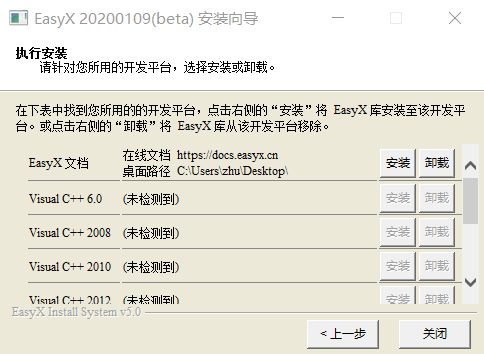 EasyX 20200109(beta) 安装向导
执行安装
请针对您所用的开发平台，选择安装或卸载。
在下表中找到您所用的的开发平台，点击右侧的“安装”将 EasyX 库安装至该开发平
台。或点击右侧的“卸载”将 EasyX 库从该开发平台移除。
EasyX 文档 在线文档 https://docs.easyx.cn 安装 卸载
桌面路径 C:\Users\zhu\Desktop\
Visual C++ 6.0 (未检测到) 安装 卸载
Visual C++ 2008 (未检测到) 安装 卸载
Visual C++ 2010 (未检测到) 安装 卸载
Visual C++ 2012 (未检测到) 安装 卸载
EasyX Install System v5.0
< 上一步 关闭